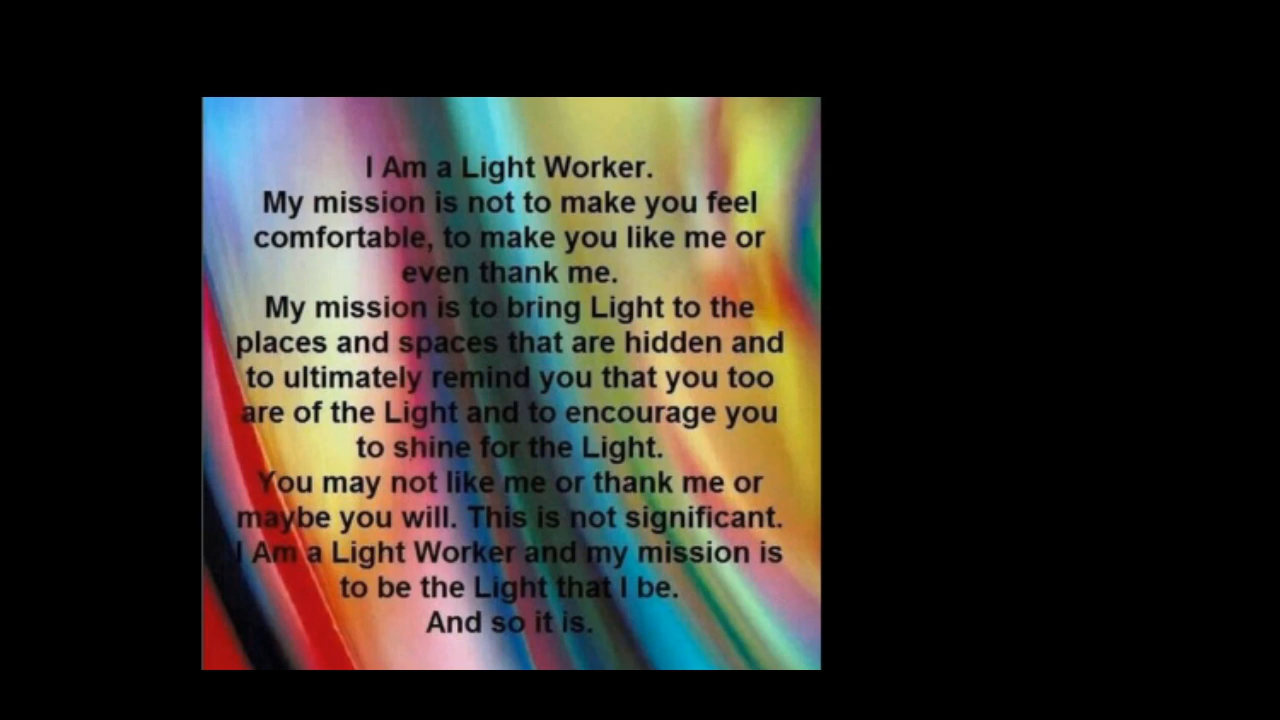 I Am a Light Worker.
My mission is not to make you feel
comfortable, to make you like me or
even thank me.
My mission is to bring Light to the
places and spaces that are hidden and
to ultimately remind you that you too
are of the Light and to encourage you
to shine for the Light.
You may not like me or thank me or
maybe you will. This is not significant.
I Am a Light Worker and my mission is
to be the Light that I be.
And so it is.